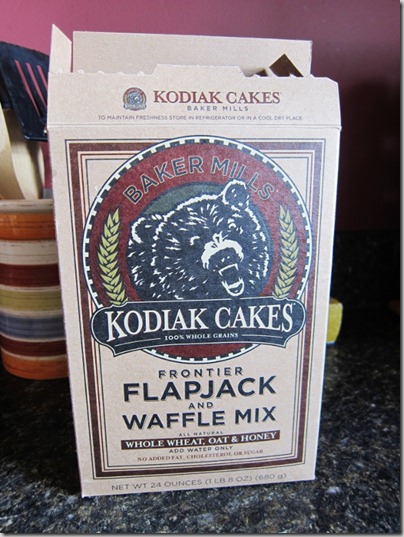 KODIAK CAKES
BAKER MILLS
TO MAINTAIN FRESHNESS STORE IN REFRIGERATOR OR IN A COOL DRY PLACE
BAKER MILLS
KODIAK CAKES
100% WHOLE GRAINS
FRONTIER
FLAPJACK
AND
WAFFLE MIX
ALL NATURAL
WHOLE WHEAT, OAT & HONEY
ADD WATER ONLY
NO ADDED FAT, CHOLESTEROL OR SUGAR
NET WT 24 OUNCES (1 LB 8 OZ) (680 g)